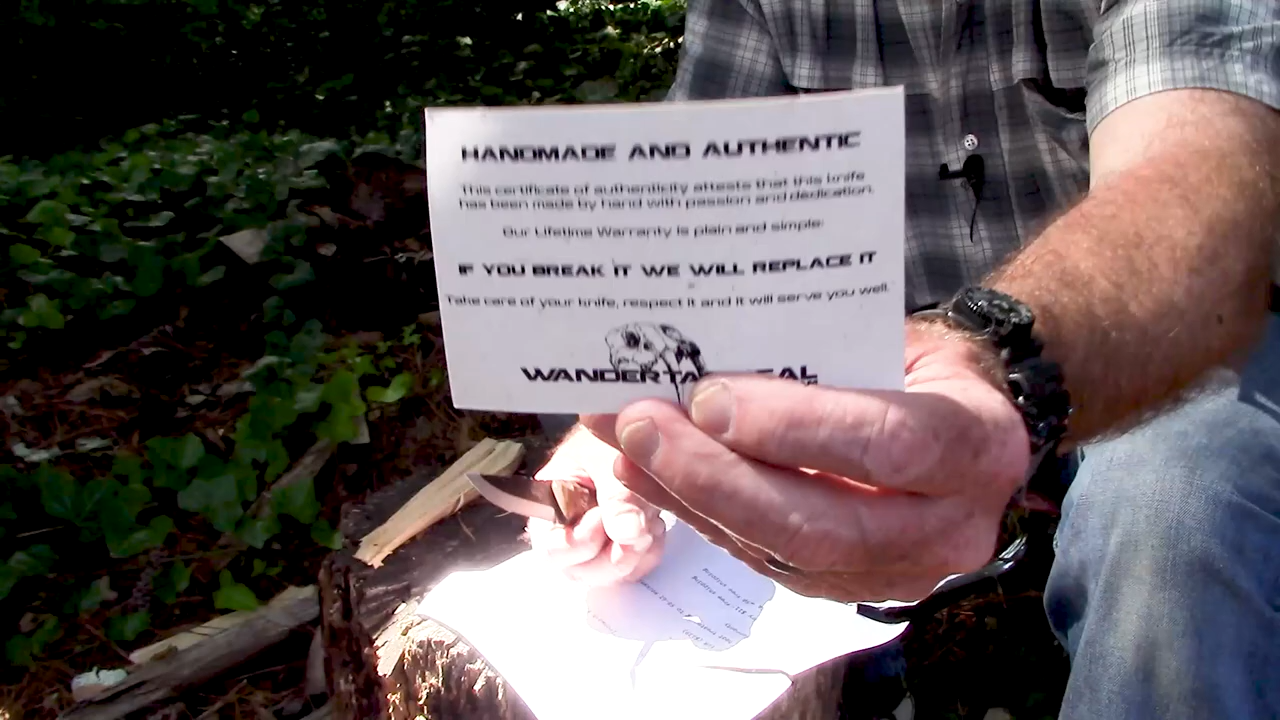 HANDMADE AND AUTHENTIC
This certificate of authenticity attests that this knife
has been made by hand with passion and dedication.
Our Lifetime Warranty is plain and simple:
IF YOU BREAK IT WE WILL REPLACE IT
Take care of your knife, respect it and it will serve you well.